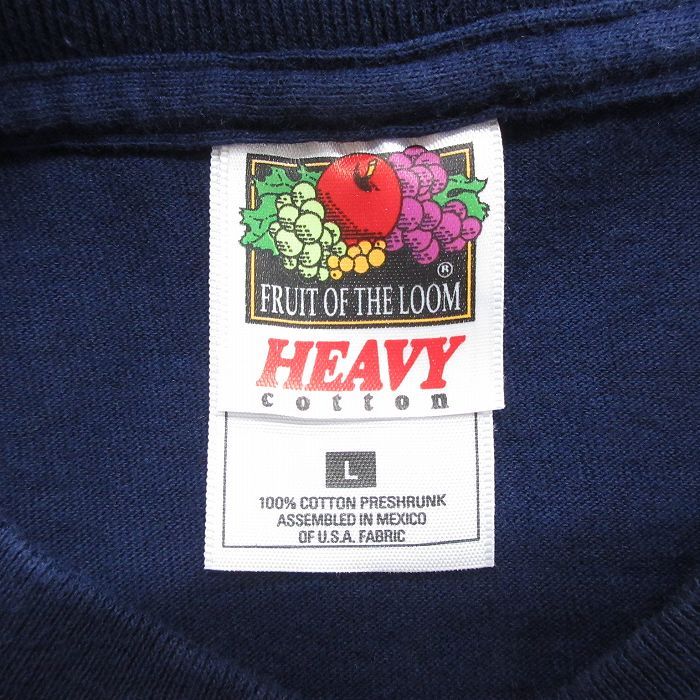 ®
FRUIT OF THE LOOM
HEAVY
cotton
L
100% COTTON PRESHRUNK
ASSEMBLED IN MEXICO
OF U.S.A. FABRIC